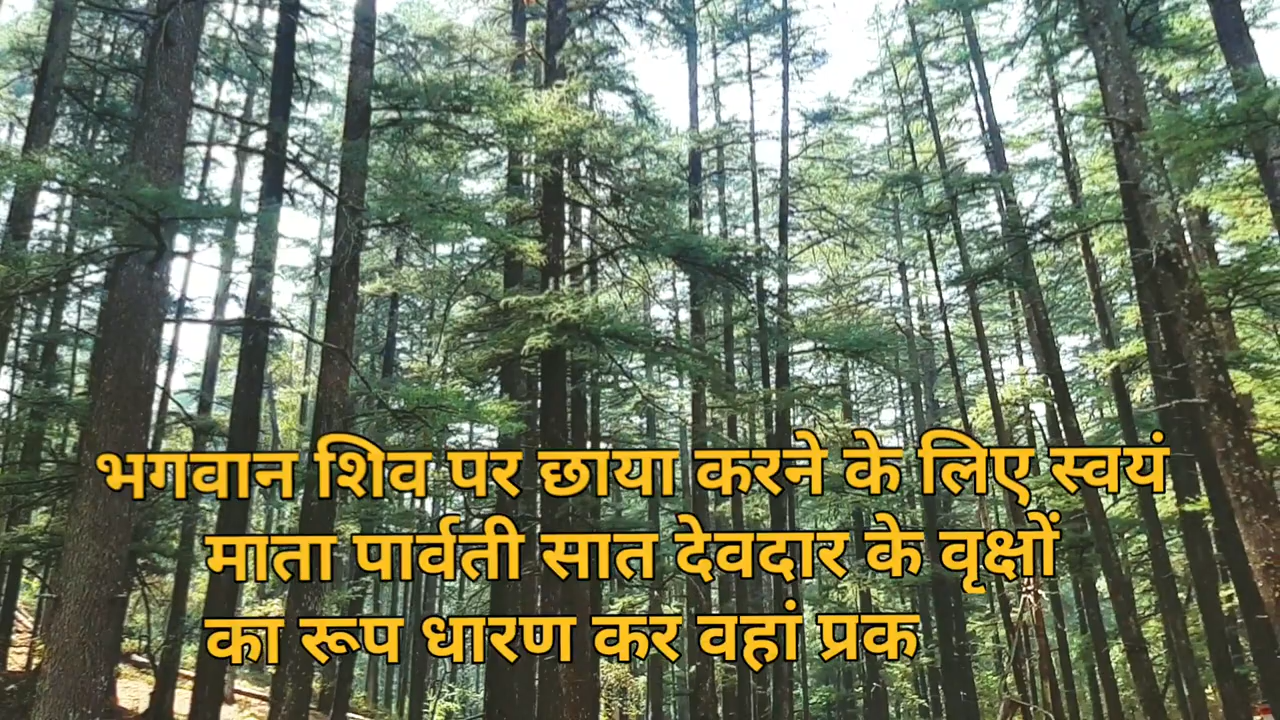 भगवान शिव पर छाया करने के लिए स्वयं
माता पार्वती सात देवदार के वृक्षों
का रूप धारण कर वहां प्रक